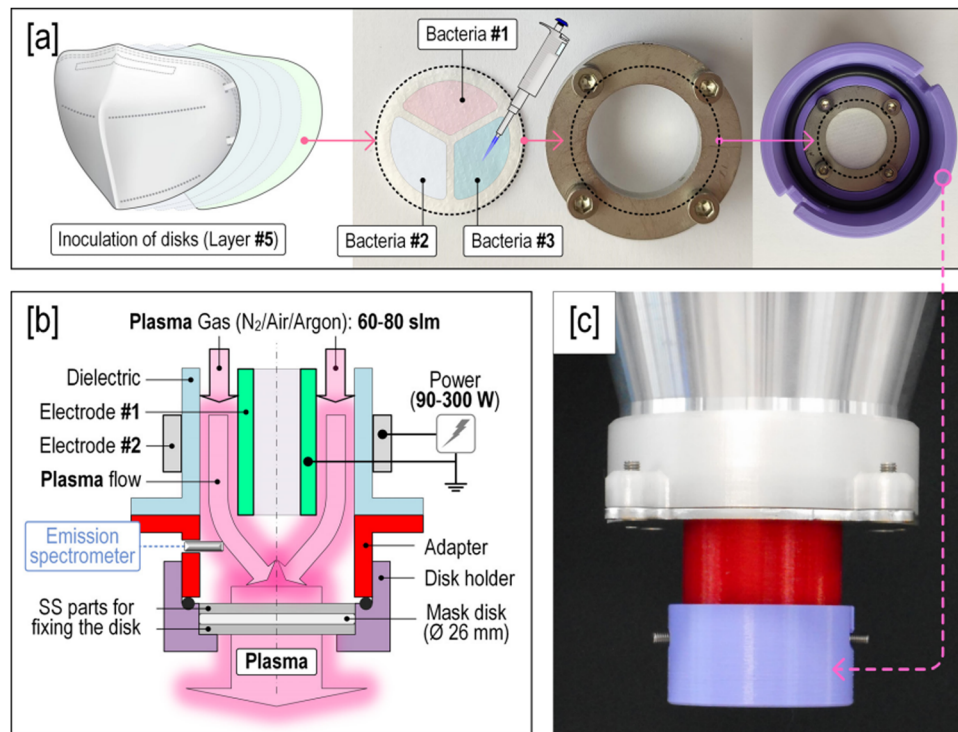 [a]
Bacteria #1
Bacteria #2
Bacteria #3
Inoculation of disks (Layer #5)
[b]
Plasma Gas (N₂/Air/Argon): 60-80 slm
Dielectric
Electrode #1
Electrode #2
Plasma flow
Emission
spectrometer
SS parts for
fixing the disk
Power
(90-300 W)
Adapter
Disk holder
Mask disk
(Ø 26 mm)
Plasma
[c]